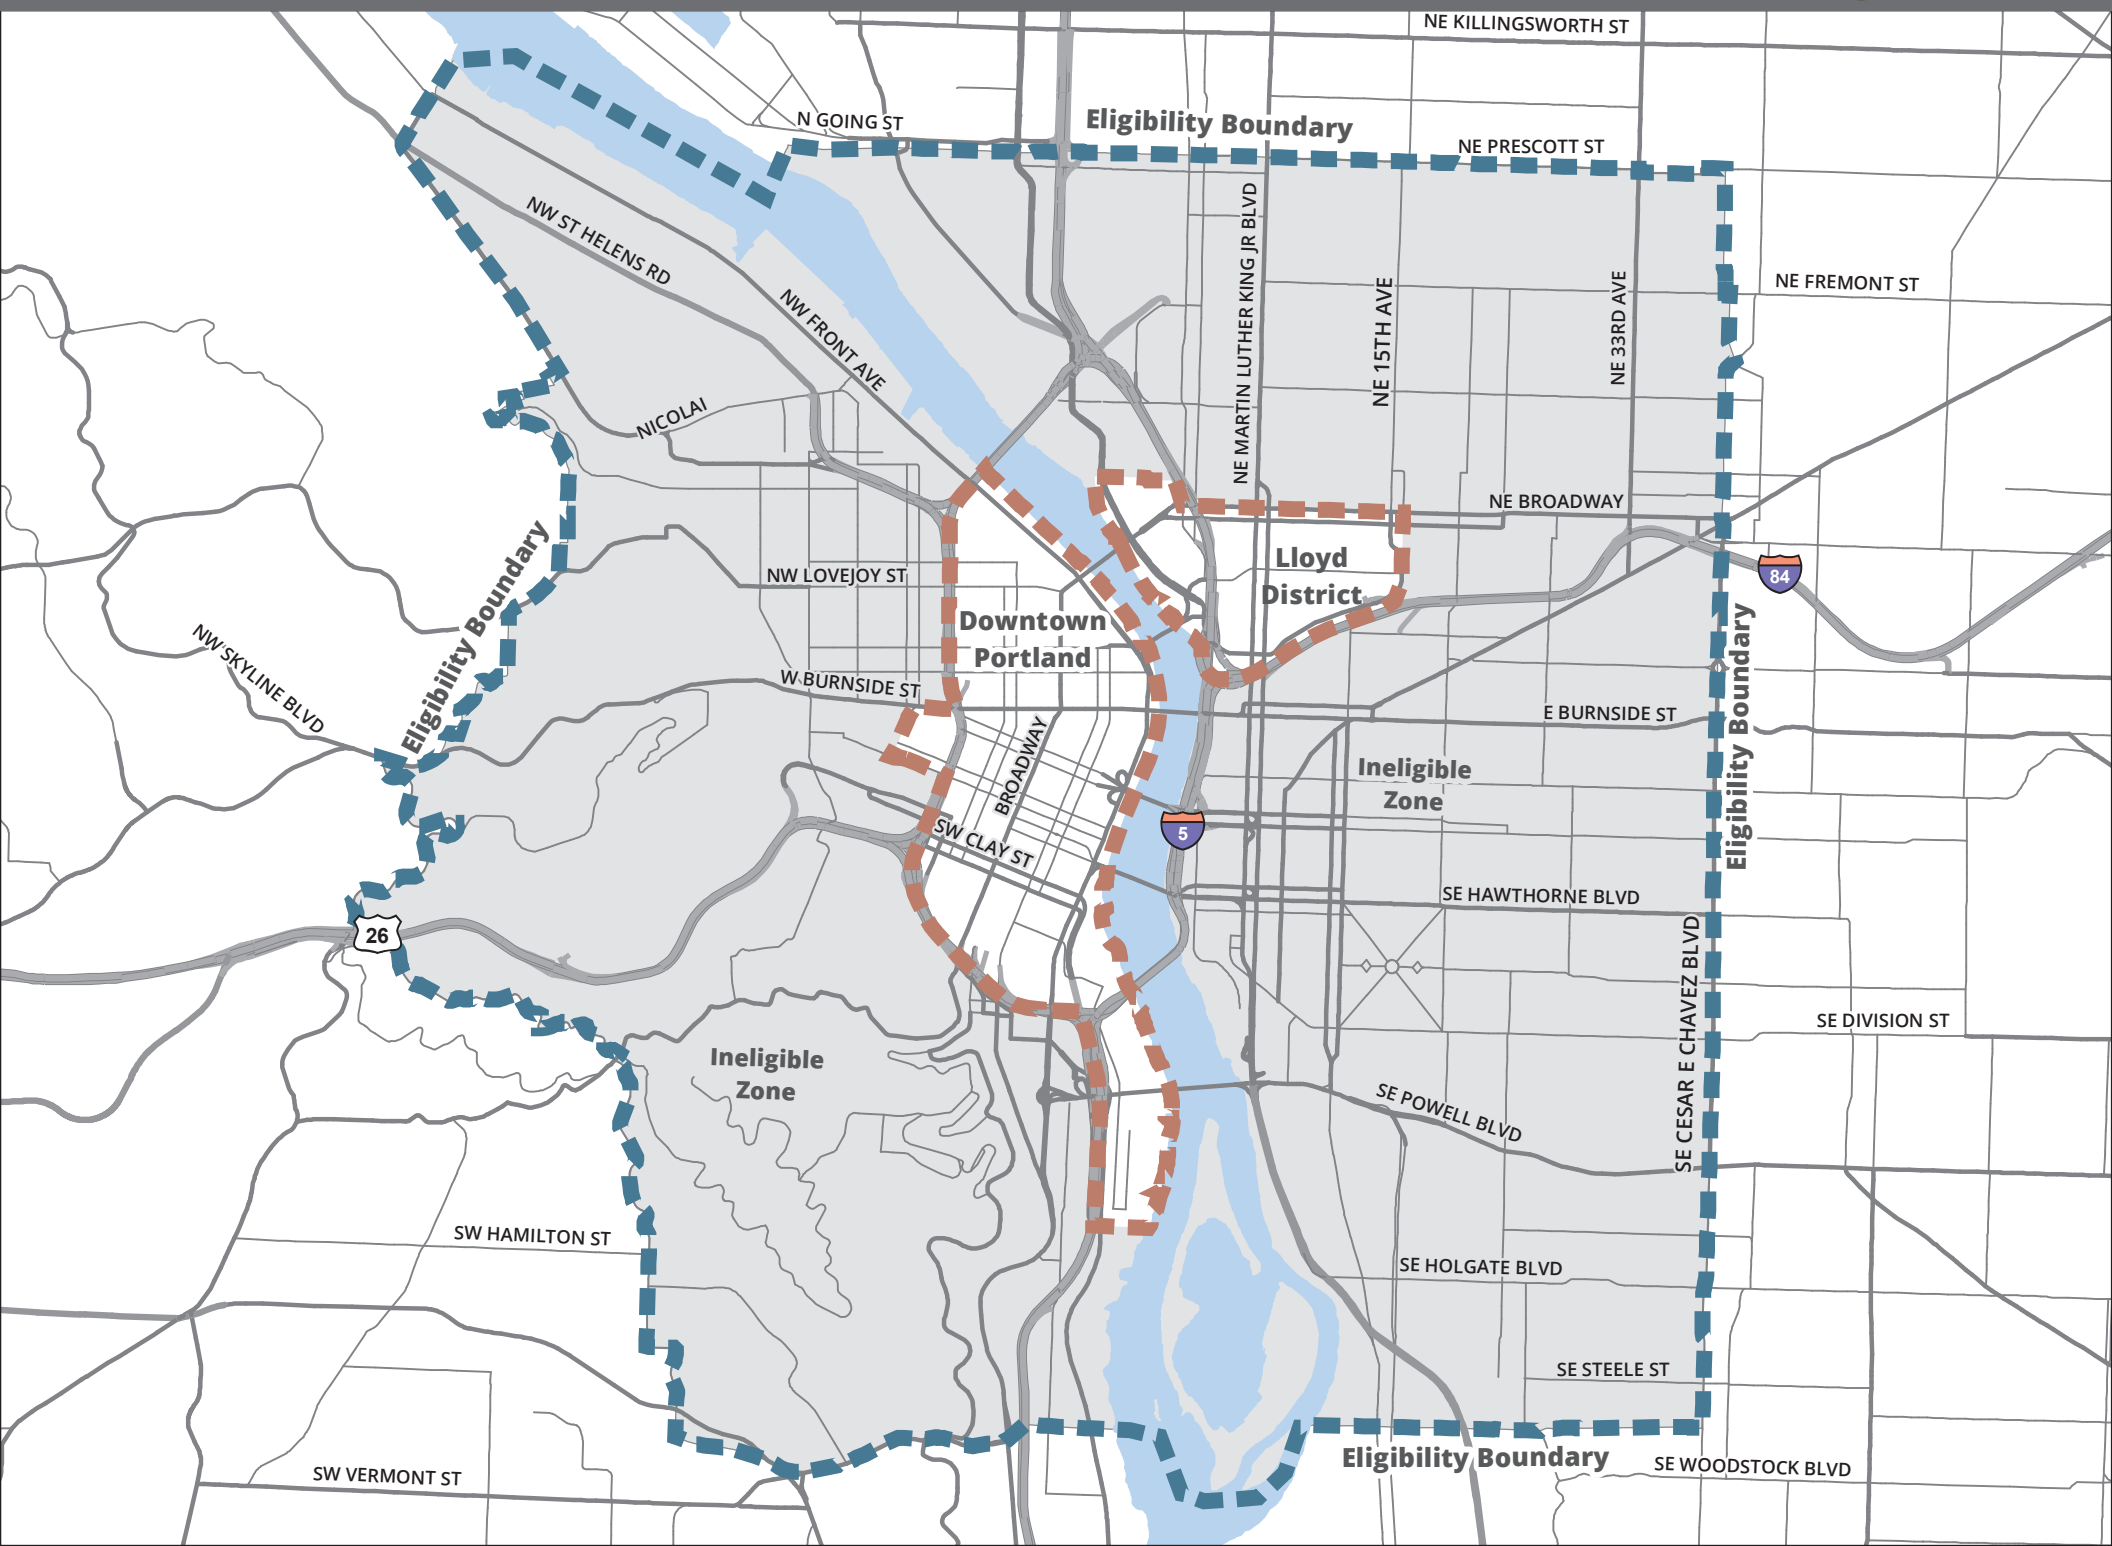 NE KILLINGSWORTH ST
N GOING ST
Eligibility Boundary
NE PRESCOTT ST
NW ST HELENS RD
NE MARTIN LUTHER KING JR BLVD
NE 15TH AVE
NE 33RD AVE
NE FREMONT ST
NW FRONT AVE
NICOLAI
NE BROADWAY
Lloyd
District
84
NW LOVEJOY ST
Eligibility Boundary
Downtown
Portland
NW SKYLINE BLVD
W BURNSIDE ST
E BURNSIDE ST
Eligibility Boundary
BROADWAY
Ineligible
Zone
5
SW CLAY ST
SE HAWTHORNE BLVD
26
SE CESAR E CHAVEZ BLVD
SE DIVISION ST
Ineligible
Zone
SE POWELL BLVD
SW HAMILTON ST
SE HOLGATE BLVD
SE STEELE ST
Eligibility Boundary
SE WOODSTOCK BLVD
SW VERMONT ST